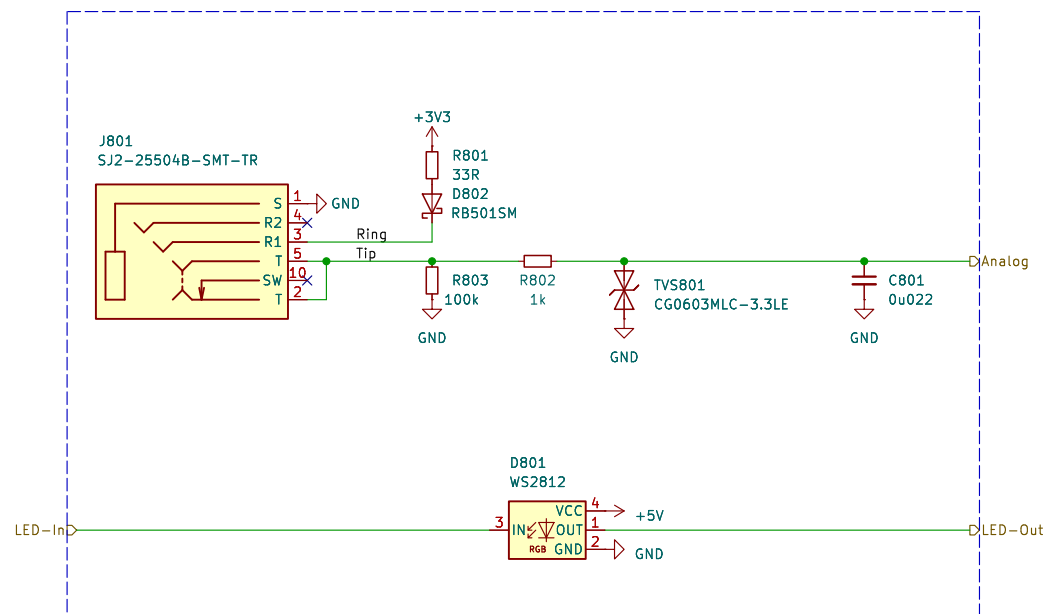 +3V3
J801
SJ2-25504B-SMT-TR
R801
33R
D802
RB501SM
S 1 GND
R2 4
R1 3 Ring
T 5 Tip
SW 10
T 2
R803
100k
GND
R802
1k
TVS801
CG0603MLC-3.3LE
GND
C801
0u022
GND
Analog
D801
WS2812
LED-In
3 IN
RGB
VCC 4 +5V
OUT 1
GND 2 GND
LED-Out